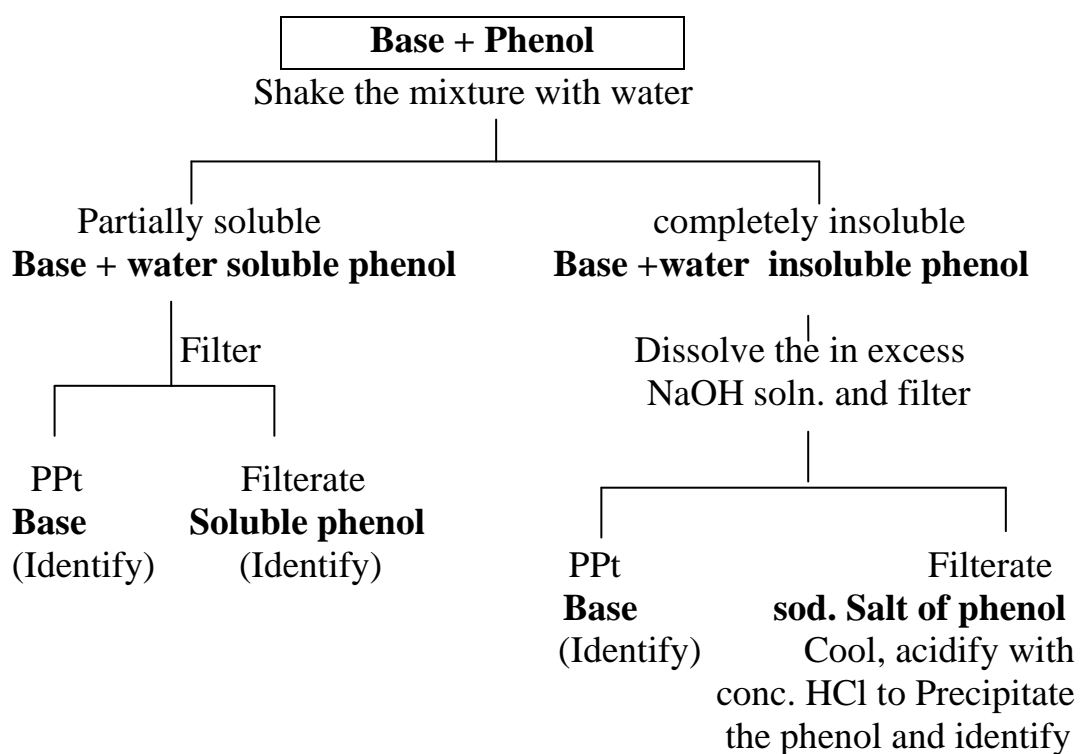 Base + Phenol
Shake the mixture with water
Partially soluble
Base + water soluble phenol
Filter
PPt
Base
(Identify)
Filterate
Soluble phenol
(Identify)
completely insoluble
Base +water insoluble phenol
Dissolve the in excess
NaOH soln. and filter
PPt
Base
(Identify)
Filterate
sod. Salt of phenol
Cool, acidify with
conc. HCl to Precipitate
the phenol and identify